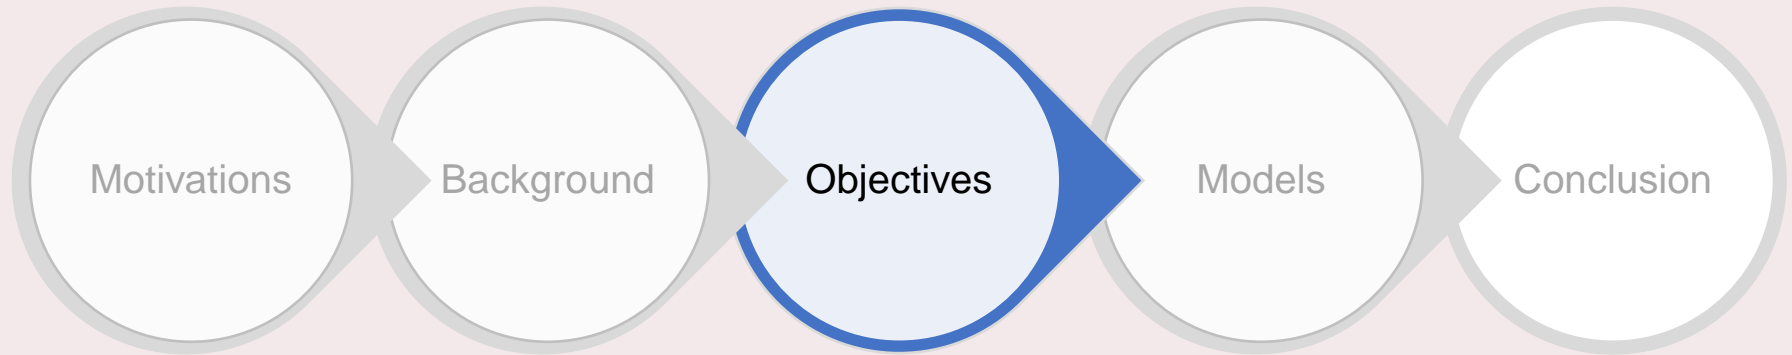 Motivations
Background
Objectives
Models
Conclusion